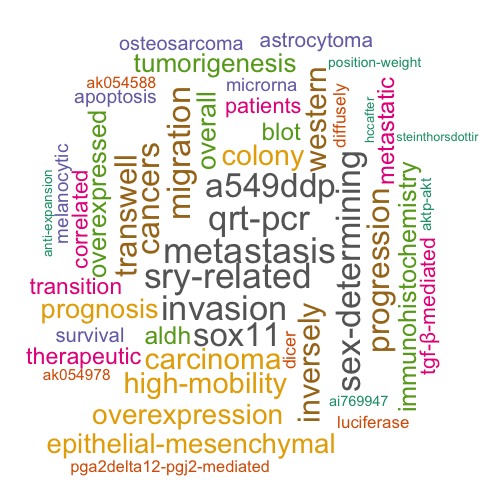 osteosarcoma
astrocytoma
tumorigenesis
position-weight
ak054588
microrna
apoptosis
patients
western
diffusely
hccafter
metastatic
steinthorsdottir
migration
overall
blot
colony
overexpressed
melanocytic
anti-expansion
correlated
transwell
cancers
a549ddp
qrt-pcr
metastasis
sry-related
sex-determining
progression
immunohistochemistry
aktp-akt
tgf-β-mediated
transition
prognosis
invasion
survival
aldh
sox11
therapeutic
carcinoma
dicer
inversely
ak054978
high-mobility
ai769947
overexpression
luciferase
epithelial-mesenchymal
pga2delta12-pgj2-mediated